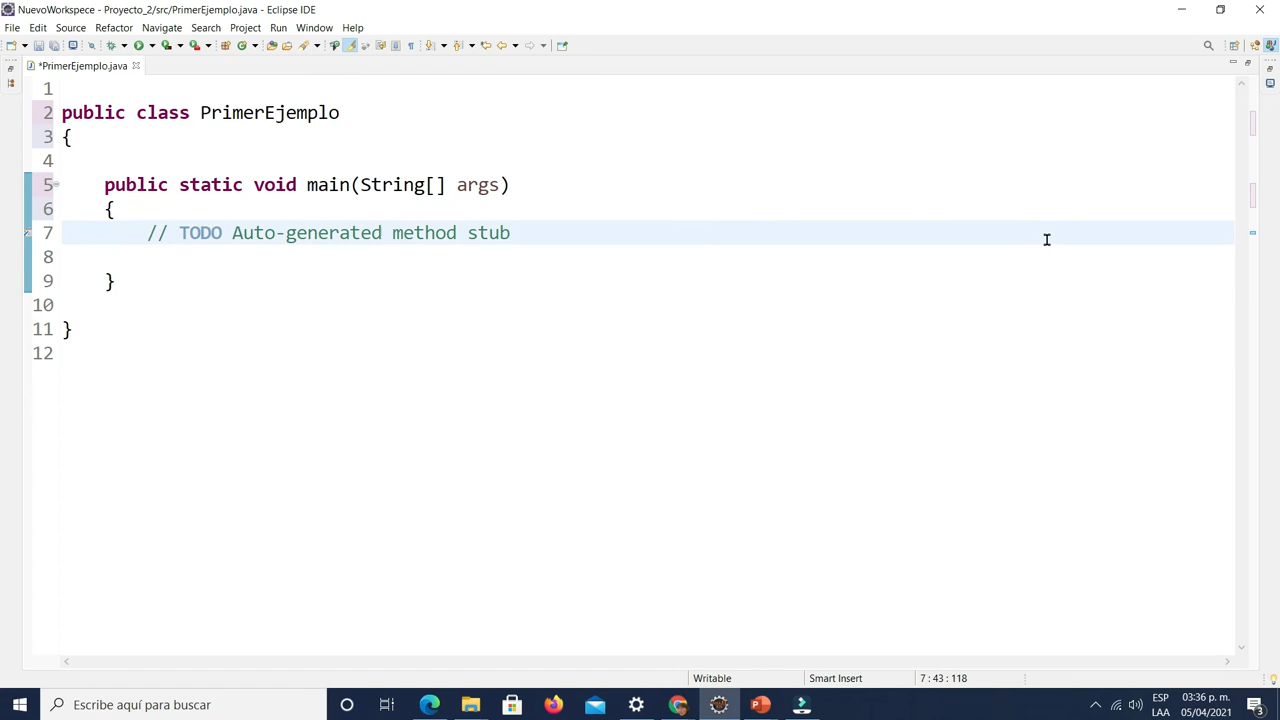 NuevoWorkspece - Proyecto_2/src/PrimerEjemplo.java - Eclipse IDE
File Edit Source Refactor Navigate Search Project Run Window Help
*PrimerEjemplo.java
1
2 public class PrimerEjemplo
3 {
4
5 public static void main(String[] args)
6 {
7 // TODO Auto-generated method stub
8
9 }
10
11 }
12
Writable Smart Insert 7 : 43 : 118
Escribe aquí para buscar
ESP 03:36 p. m.
LAA 05/04/2021
3